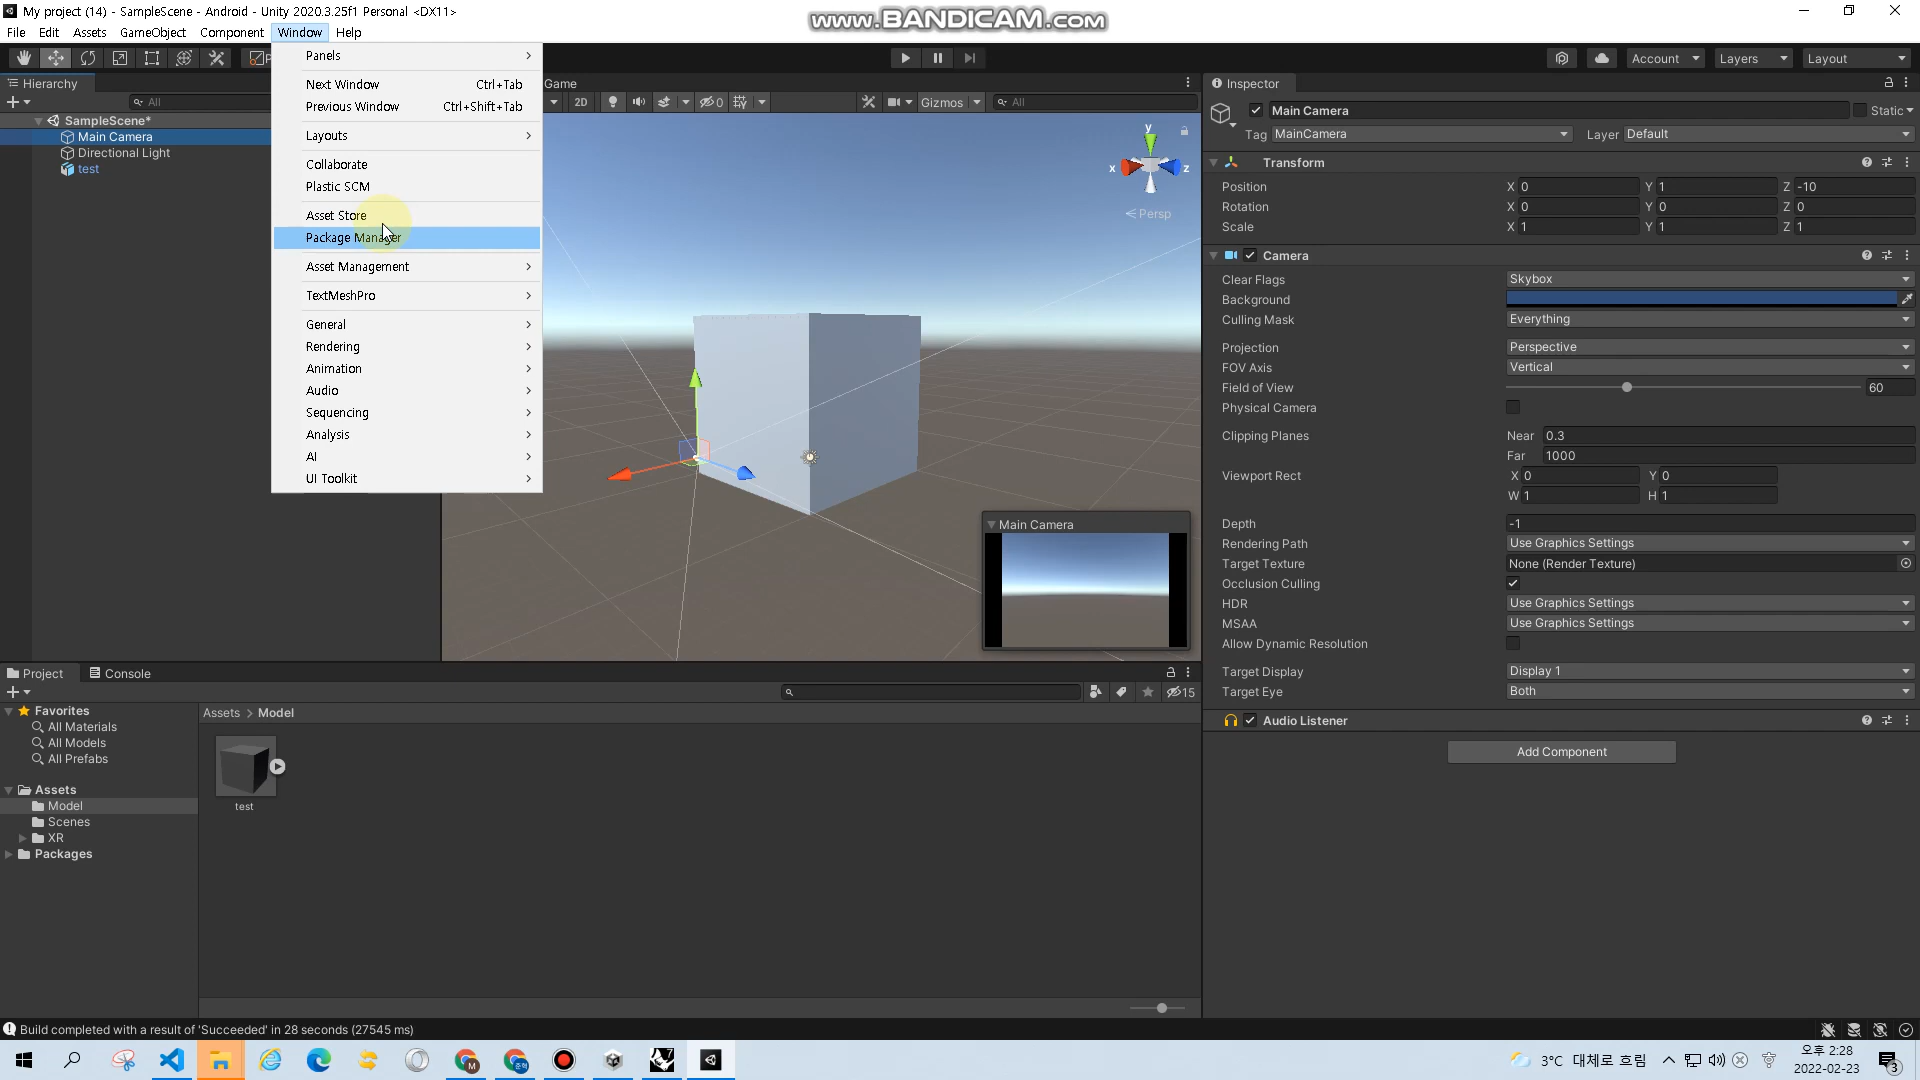 My project (14) - SampleScene - Android - Unity 2020.3.25f1 Personal <DX11>
www.BANDICAM.com
File Edit Assets GameObject Component Window Help
Account Layers Layout
Panels
Next Window Ctrl+Tab
Previous Window Ctrl+Shift+Tab
Layouts
Collaborate
Plastic SCM
Asset Store
Package Manager
Asset Management
TextMeshPro
General
Rendering
Animation
Audio
Sequencing
Analysis
AI
UI Toolkit
Hierarchy
All
SampleScene*
Main Camera
Directional Light
test
Game
2D 0 Gizmos All
y
x z
Persp
Main Camera
Inspector
Main Camera Static
Tag MainCamera Layer Default
Transform
Position X 0 Y 1 Z -10
Rotation X 0 Y 0 Z 0
Scale X 1 Y 1 Z 1
Camera
Clear Flags Skybox
Background
Culling Mask Everything
Projection Perspective
FOV Axis Vertical
Field of View 60
Physical Camera
Clipping Planes Near 0.3
Far 1000
Viewport Rect X 0 Y 0
W 1 H 1
Depth -1
Rendering Path Use Graphics Settings
Target Texture None (Render Texture)
Occlusion Culling
HDR Use Graphics Settings
MSAA Use Graphics Settings
Allow Dynamic Resolution
Target Display Display 1
Target Eye Both
Audio Listener
Add Component
Project Console
15
Favorites
All Materials
All Models
All Prefabs
Assets
Model
Scenes
XR
Packages
Assets > Model
test
Build completed with a result of 'Succeeded' in 28 seconds (27545 ms)
3°C 대체로 흐림
오후 2:28
2022-02-23
3